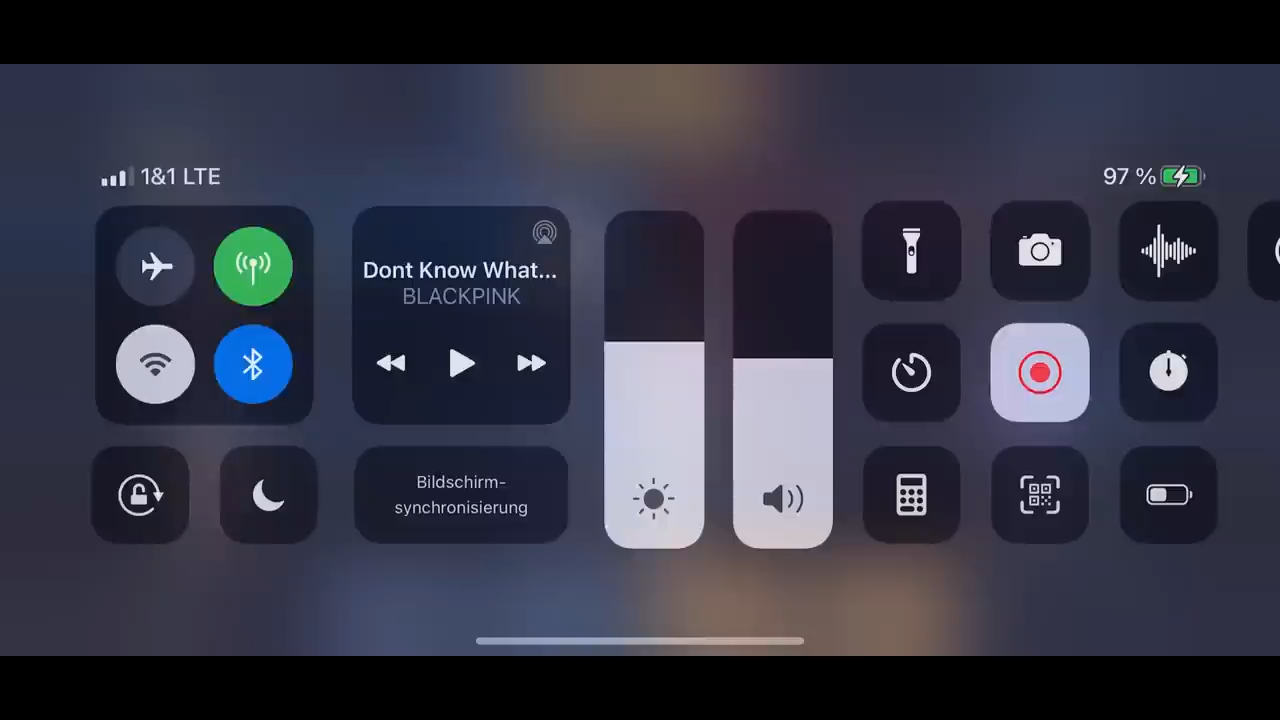 1&1 LTE
97 %
Dont Know What...
BLACKPINK
Bildschirm-
synchronisierung